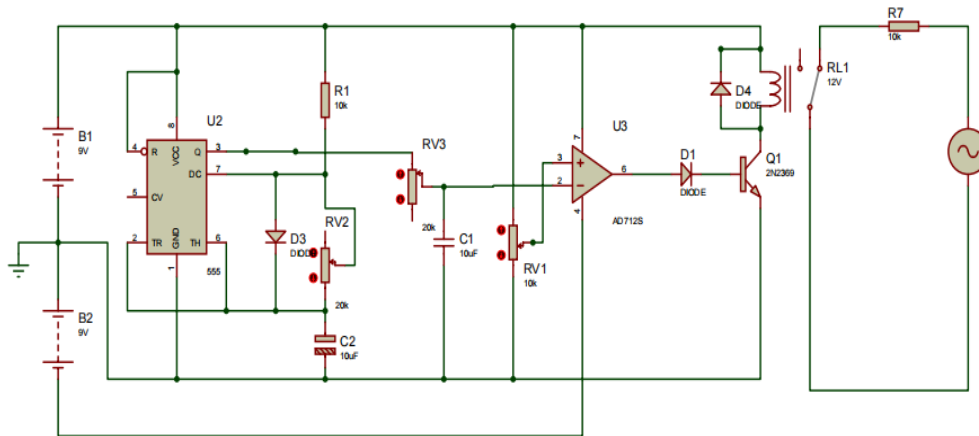 R7
10k
RL1
12V
R1
10k
D4
DIODE
B1
9V
U2
8
VCC
4
R
Q
3
DC
7
5
CV
2
TR
GND
TH
6
1
555
RV3
20k
U3
7
3
2
6
4
AD712S
D1
DIODE
Q1
2N2369
D3
DIODE
RV2
20k
C1
10uF
RV1
10k
B2
9V
C2
10uF